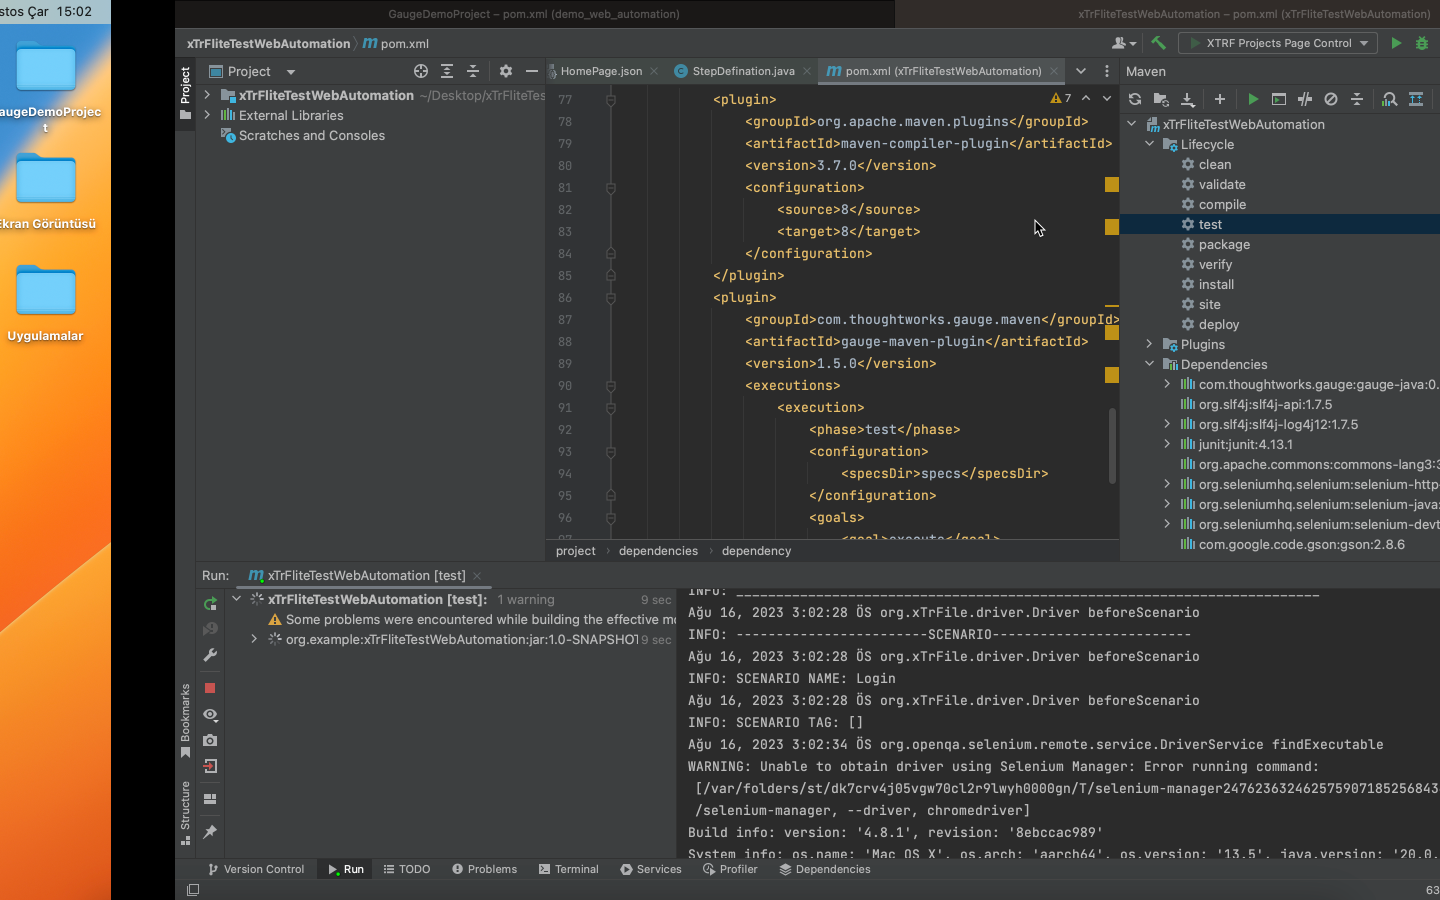 stos Çar 15:02
augeDemoProjec
t
Ekran Görüntüsü
Uygulamalar
GaugeDemoProject – pom.xml (demo_web_automation)
xTrFliteTestWebAutomation – pom.xml (xTrFliteTestWebAutomation)
xTrFliteTestWebAutomation pom.xml
XTRF Projects Page Control
Project
Project
xTrFliteTestWebAutomation ~/Desktop/xTrFliteTes
External Libraries
Scratches and Consoles
HomePage.json
StepDefination.java
pom.xml (xTrFliteTestWebAutomation)
7
77 <plugin>
78 <groupId>org.apache.maven.plugins</groupId>
79 <artifactId>maven-compiler-plugin</artifactId>
80 <version>3.7.0</version>
81 <configuration>
82 <source>8</source>
83 <target>8</target>
84 </configuration>
85 </plugin>
86 <plugin>
87 <groupId>com.thoughtworks.gauge.maven</groupId>
88 <artifactId>gauge-maven-plugin</artifactId>
89 <version>1.5.0</version>
90 <executions>
91 <execution>
92 <phase>test</phase>
93 <configuration>
94 <specsDir>specs</specsDir>
95 </configuration>
96 <goals>
97 <goal>execute</goal>
project › dependencies › dependency
Maven
xTrFliteTestWebAutomation
Lifecycle
clean
validate
compile
test
package
verify
install
site
deploy
Plugins
Dependencies
com.thoughtworks.gauge:gauge-java:0.
org.slf4j:slf4j-api:1.7.5
org.slf4j:slf4j-log4j12:1.7.5
junit:junit:4.13.1
org.apache.commons:commons-lang3:3
org.seleniumhq.selenium:selenium-http-
org.seleniumhq.selenium:selenium-java:
org.seleniumhq.selenium:selenium-devt
com.google.code.gson:gson:2.8.6
Run: xTrFliteTestWebAutomation [test]
xTrFliteTestWebAutomation [test]: 1 warning 9 sec
Some problems were encountered while building the effective mo
org.example:xTrFliteTestWebAutomation:jar:1.0-SNAPSHOT 9 sec
INFO: _________________________________________________________________________
Ağu 16, 2023 3:02:28 ÖS org.xTrFile.driver.Driver beforeScenario
INFO: ------------------------SCENARIO-------------------------
Ağu 16, 2023 3:02:28 ÖS org.xTrFile.driver.Driver beforeScenario
INFO: SCENARIO NAME: Login
Ağu 16, 2023 3:02:28 ÖS org.xTrFile.driver.Driver beforeScenario
INFO: SCENARIO TAG: []
Ağu 16, 2023 3:02:34 ÖS org.openqa.selenium.remote.service.DriverService findExecutable
WARNING: Unable to obtain driver using Selenium Manager: Error running command:
[/var/folders/st/dk7crv4j05vgw70cl2r9lwyh0000gn/T/selenium-manager247623632462575907185256843
/selenium-manager, --driver, chromedriver]
Build info: version: '4.8.1', revision: '8ebccac989'
System info: os.name: 'Mac OS X', os.arch: 'aarch64', os.version: '13.5', java.version: '20.0.
Bookmarks
Structure
Version Control
Run
TODO
Problems
Terminal
Services
Profiler
Dependencies
63